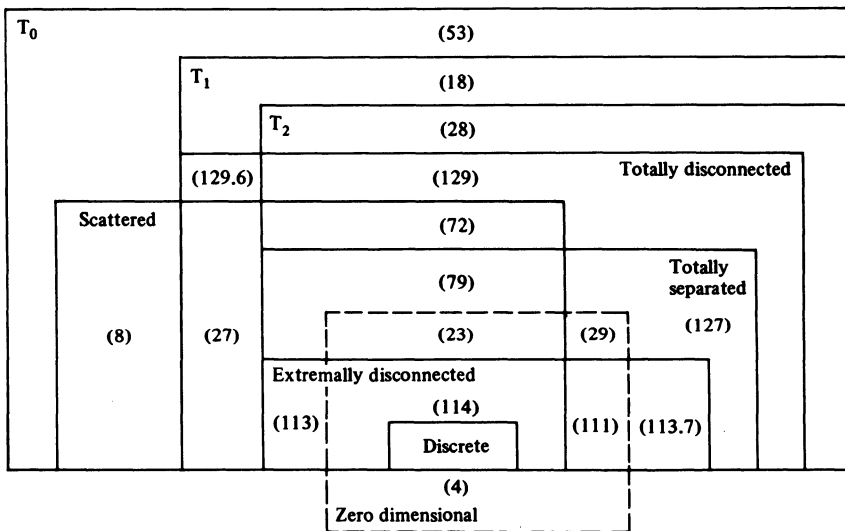 T0 (53)
T1 (18)
T2 (28)
(129.6) (129) Totally disconnected
Scattered (72)
(79) Totally
separated
(8) (27) (23) (29) (127)
Extremally disconnected
(113) (114) (111) (113.7)
Discrete
(4)
Zero dimensional